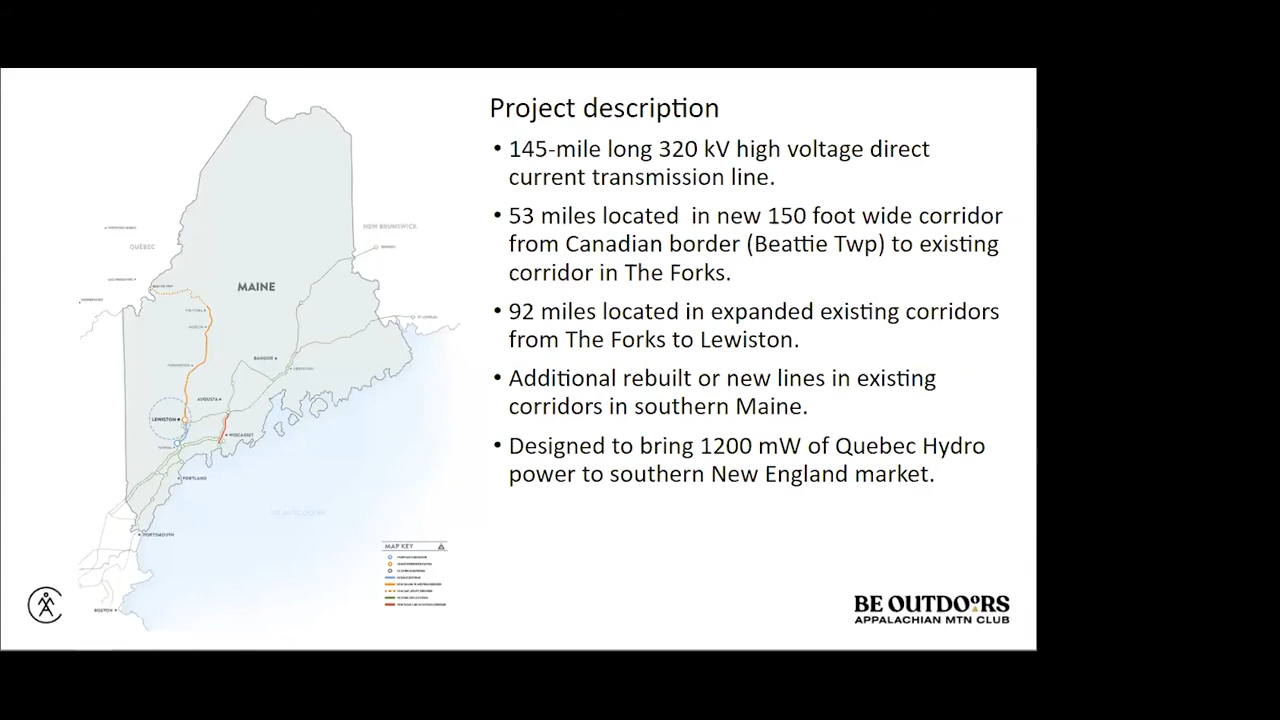 Project description
• 145-mile long 320 kV high voltage direct
current transmission line.
• 53 miles located  in new 150 foot wide corridor
from Canadian border (Beattie Twp) to existing
corridor in The Forks.
• 92 miles located in expanded existing corridors
from The Forks to Lewiston.
• Additional rebuilt or new lines in existing
corridors in southern Maine.
• Designed to bring 1200 mW of Quebec Hydro
power to southern New England market.
NEW BRUNSWICK
QUÉBEC
MAINE
BANGOR
AUGUSTA
LEWISTON
WISCASSET
PORTLAND
ATLANTIC OCEAN
PORTSMOUTH
BOSTON
MAP KEY
BE OUTDOORS
APPALACHIAN MTN CLUB